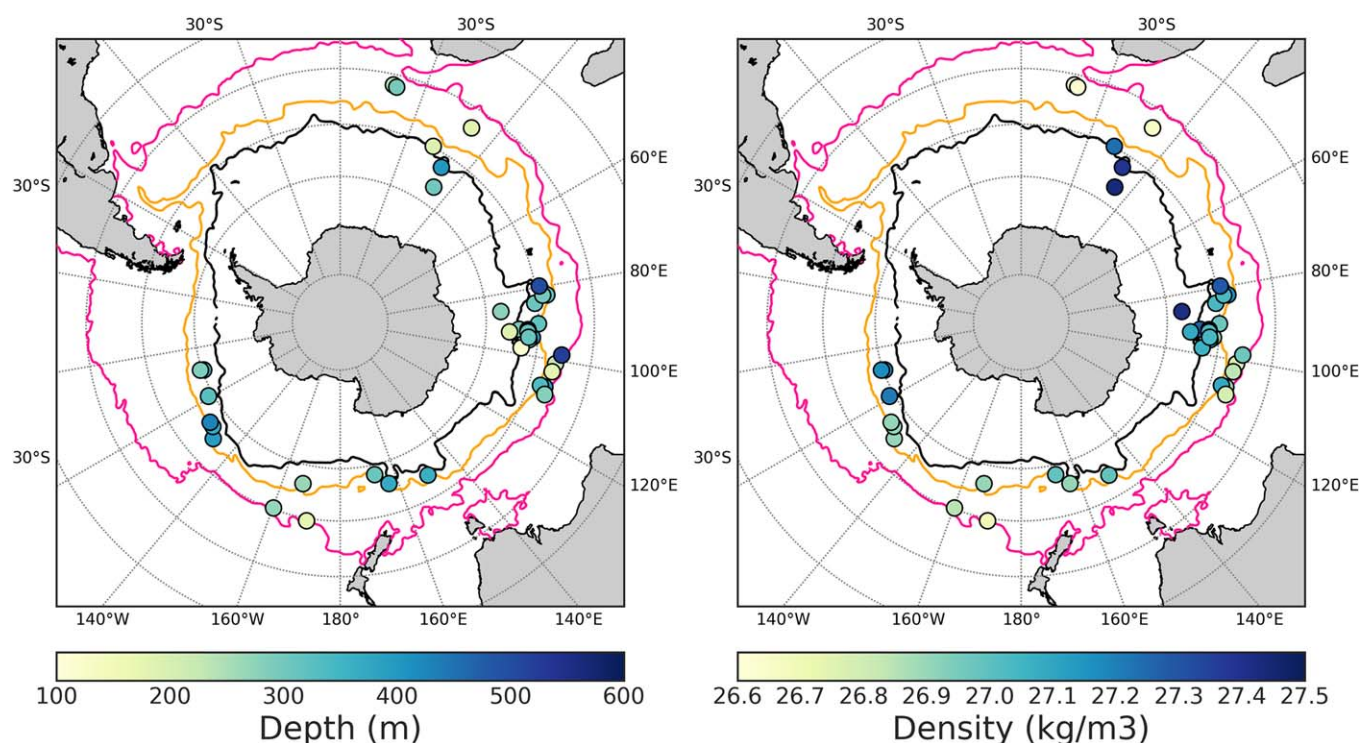 30°S 30°S 30°S 30°S
60°E 60°E
30°S 30°S
80°E 80°E
100°E 100°E
30°S 30°S
120°E 120°E
140°W 160°W 180° 160°E 140°E 140°W 160°W 180° 160°E 140°E
100 200 300 400 500 600 26.6 26.7 26.8 26.9 27.0 27.1 27.2 27.3 27.4 27.5
Depth (m) Density (kg/m3)